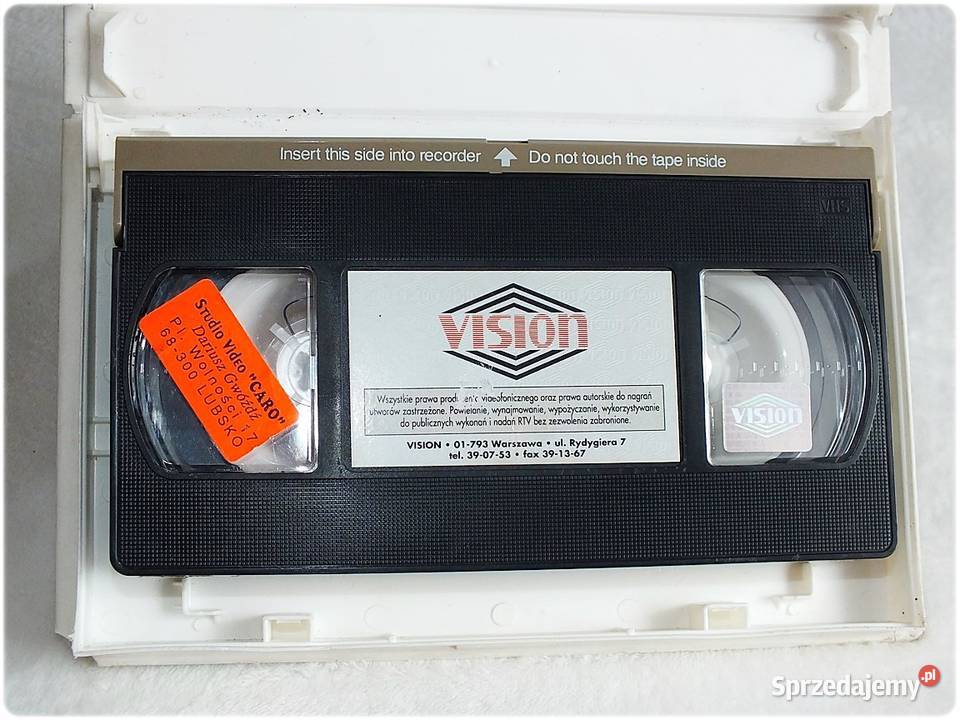 Insert this side into recorder Do not touch the tape inside
VHS
STUDIO VIDEO "CARO"
Dariusz Gwóźdź
Pl. Wolności 17
68-300 LUBSKO
VISION
Wszystkie prawa producenta videofonicznego oraz prawa autorskie do nagrań
utworów zastrzeżone. Powielanie, wynajmowanie, wypożyczanie, wykorzystywanie
do publicznych wykonań i nadań RTV bez zezwolenia zabronione.
VISION • 01-793 Warszawa • ul. Rydygiera 7
tel. 39-07-53 • fax 39-13-67
VISION
Sprzedajemy.pl